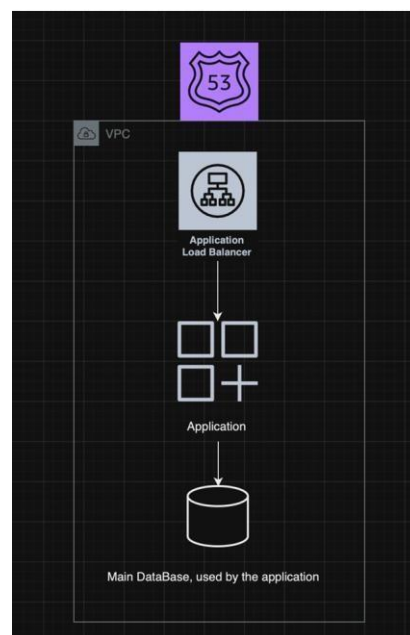 53
VPC
Application
Load Balancer
Application
Main DataBase, used by the application